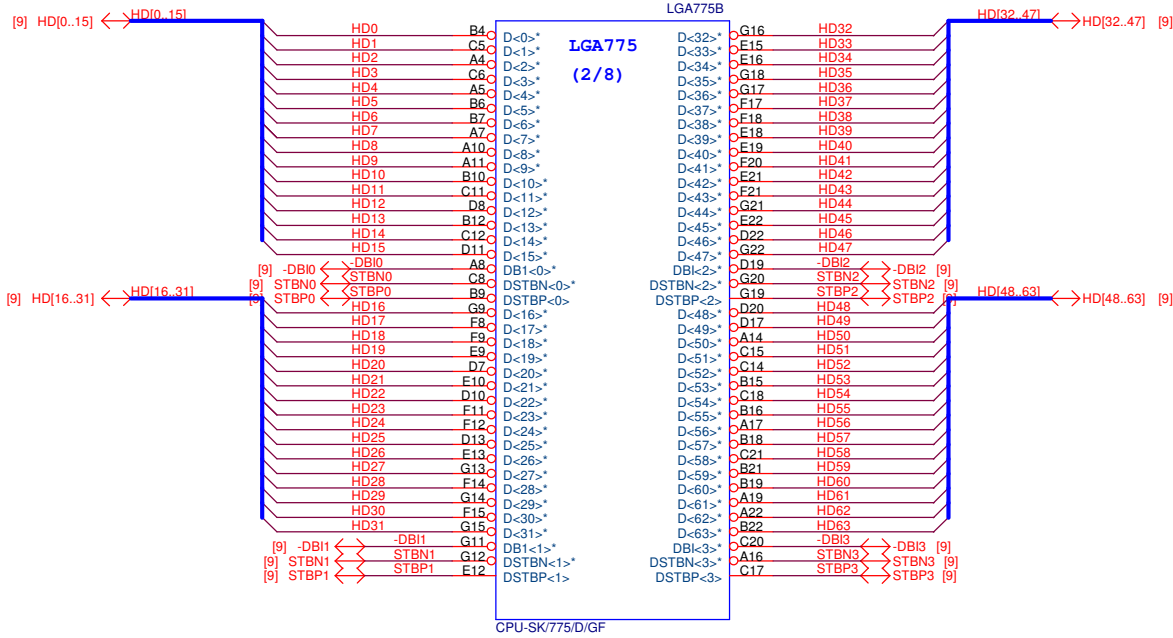 LGA775B
[9] HD[0..15] HD[0..15] HD[32..47] HD[32..47] [9]
LGA775
(2/8)
HD0 B4 D<0>* D<32>* G16 HD32
HD1 C5 D<1>* D<33>* E15 HD33
HD2 A4 D<2>* D<34>* E16 HD34
HD3 C6 D<3>* D<35>* G18 HD35
HD4 A5 D<4>* D<36>* G17 HD36
HD5 B6 D<5>* D<37>* F17 HD37
HD6 B7 D<6>* D<38>* F18 HD38
HD7 A7 D<7>* D<39>* E18 HD39
HD8 A10 D<8>* D<40>* E19 HD40
HD9 A11 D<9>* D<41>* F20 HD41
HD10 B10 D<10>* D<42>* E21 HD42
HD11 C11 D<11>* D<43>* F21 HD43
HD12 D8 D<12>* D<44>* G21 HD44
HD13 B12 D<13>* D<45>* E22 HD45
HD14 C12 D<14>* D<46>* D22 HD46
HD15 D11 D<15>* D<47>* G22 HD47
[9] -DBI0 -DBI0 A8 DB1<0>* DBI<2>* D19 -DBI2 -DBI2 [9]
[9] STBN0 STBN0 C8 DSTBN<0>* DSTBN<2>* G20 STBN2 STBN2 [9]
[9] STBP0 STBP0 B9 DSTBP<0> DSTBP<2> G19 STBP2 STBP2 [9]
[9] HD[16..31] HD[16..31] HD[48..63] HD[48..63] [9]
HD16 G9 D<16>* D<48>* D20 HD48
HD17 F8 D<17>* D<49>* D17 HD49
HD18 F9 D<18>* D<50>* A14 HD50
HD19 E9 D<19>* D<51>* C15 HD51
HD20 D7 D<20>* D<52>* C14 HD52
HD21 E10 D<21>* D<53>* B15 HD53
HD22 D10 D<22>* D<54>* C18 HD54
HD23 F11 D<23>* D<55>* B16 HD55
HD24 F12 D<24>* D<56>* A17 HD56
HD25 D13 D<25>* D<57>* B18 HD57
HD26 E13 D<26>* D<58>* C21 HD58
HD27 G13 D<27>* D<59>* B21 HD59
HD28 F14 D<28>* D<60>* B19 HD60
HD29 G14 D<29>* D<61>* A19 HD61
HD30 F15 D<30>* D<62>* A22 HD62
HD31 G15 D<31>* D<63>* B22 HD63
[9] -DBI1 -DBI1 G11 DB1<1>* DBI<3>* C20 -DBI3 -DBI3 [9]
[9] STBN1 STBN1 G12 DSTBN<1>* DSTBN<3>* A16 STBN3 STBN3 [9]
[9] STBP1 STBP1 E12 DSTBP<1> DSTBP<3> C17 STBP3 STBP3 [9]
CPU-SK/775/D/GF